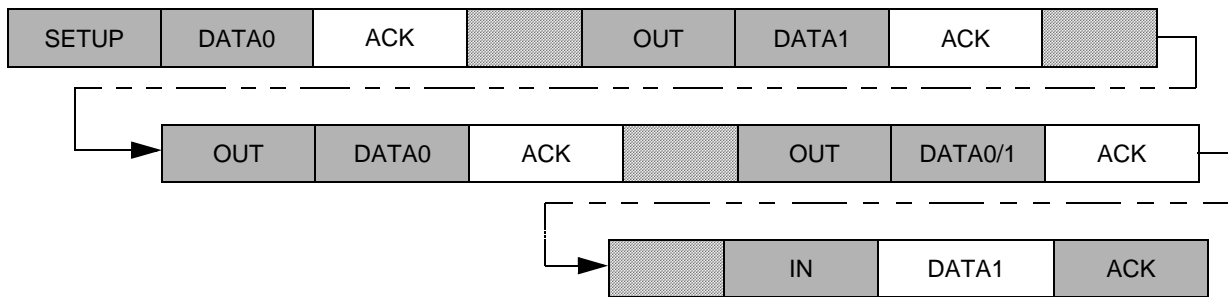 SETUP DATA0 ACK OUT DATA1 ACK
OUT DATA0 ACK OUT DATA0/1 ACK
IN DATA1 ACK